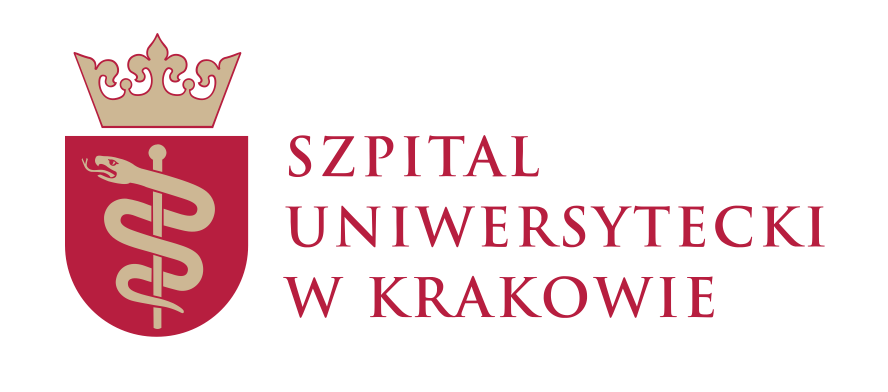 SZPITAL
UNIWERSYTECKI
W KRAKOWIE